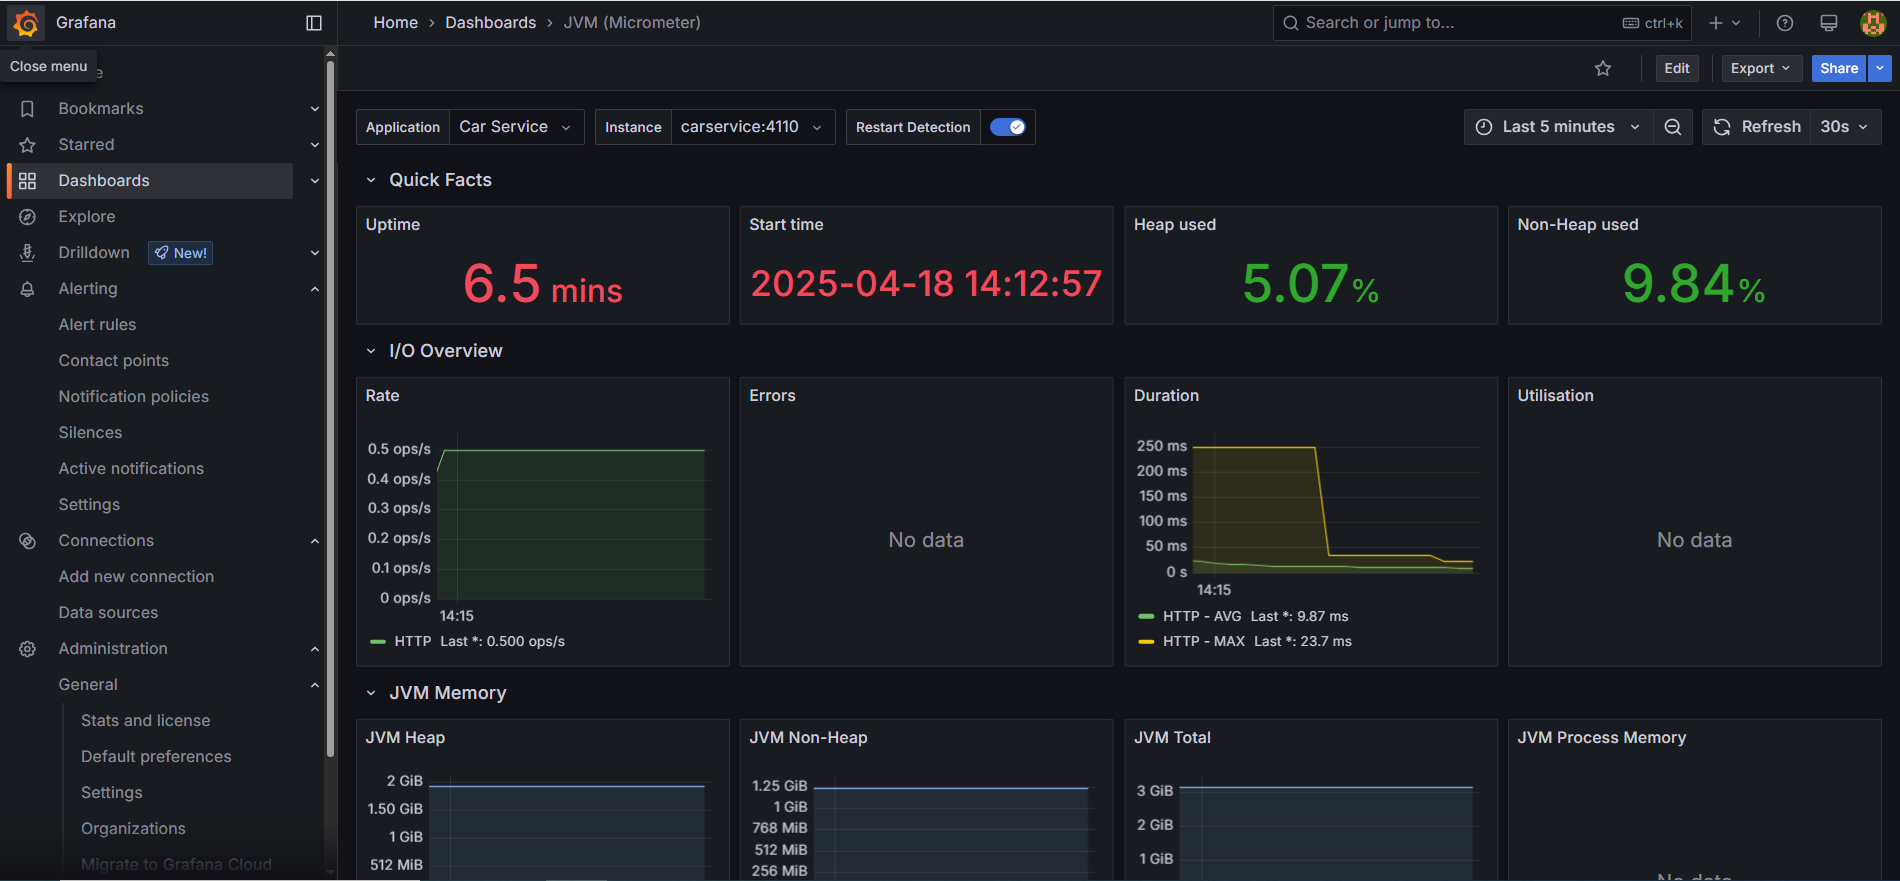 Grafana
Home › Dashboards › JVM (Micrometer)
Search or jump to...
ctrl+k
Close menu
Edit
Export
Share
Bookmarks
Starred
Dashboards
Explore
Drilldown
New!
Alerting
Alert rules
Contact points
Notification policies
Silences
Active notifications
Settings
Connections
Add new connection
Data sources
Administration
General
Stats and license
Default preferences
Settings
Organizations
Migrate to Grafana Cloud
Application Car Service
Instance carservice:4110
Restart Detection
Last 5 minutes
Refresh 30s
Quick Facts
Uptime
6.5 mins
Start time
2025-04-18 14:12:57
Heap used
5.07%
Non-Heap used
9.84%
I/O Overview
Rate
0.5 ops/s
0.4 ops/s
0.3 ops/s
0.2 ops/s
0.1 ops/s
0 ops/s
14:15
HTTP Last *: 0.500 ops/s
Errors
No data
Duration
250 ms
200 ms
150 ms
100 ms
50 ms
0 s
14:15
HTTP - AVG Last *: 9.87 ms
HTTP - MAX Last *: 23.7 ms
Utilisation
No data
JVM Memory
JVM Heap
2 GiB
1.50 GiB
1 GiB
512 MiB
JVM Non-Heap
1.25 GiB
1 GiB
768 MiB
512 MiB
256 MiB
JVM Total
3 GiB
2 GiB
1 GiB
JVM Process Memory
No data